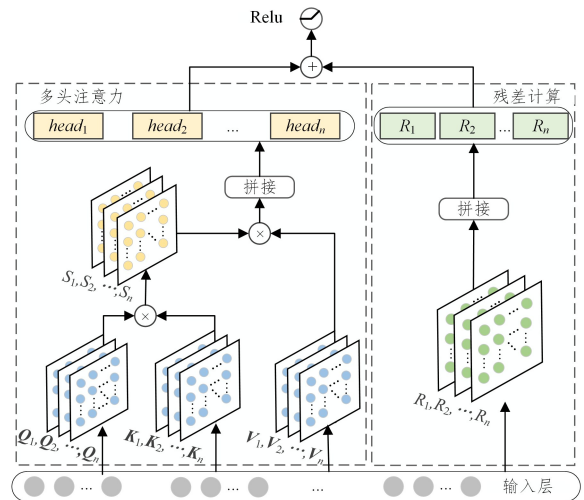 Relu
+
多头注意力
残差计算
head1 head2 ... headn
R1 R2 ... Rn
拼接
拼接
×
S1,S2, ···,Sn
×
R1,R2, ···,Rn
Q1,Q2, ···,Qn
K1,K2, ···,Kn
V1,V2, ···,Vn
... ... ... ... 输入层